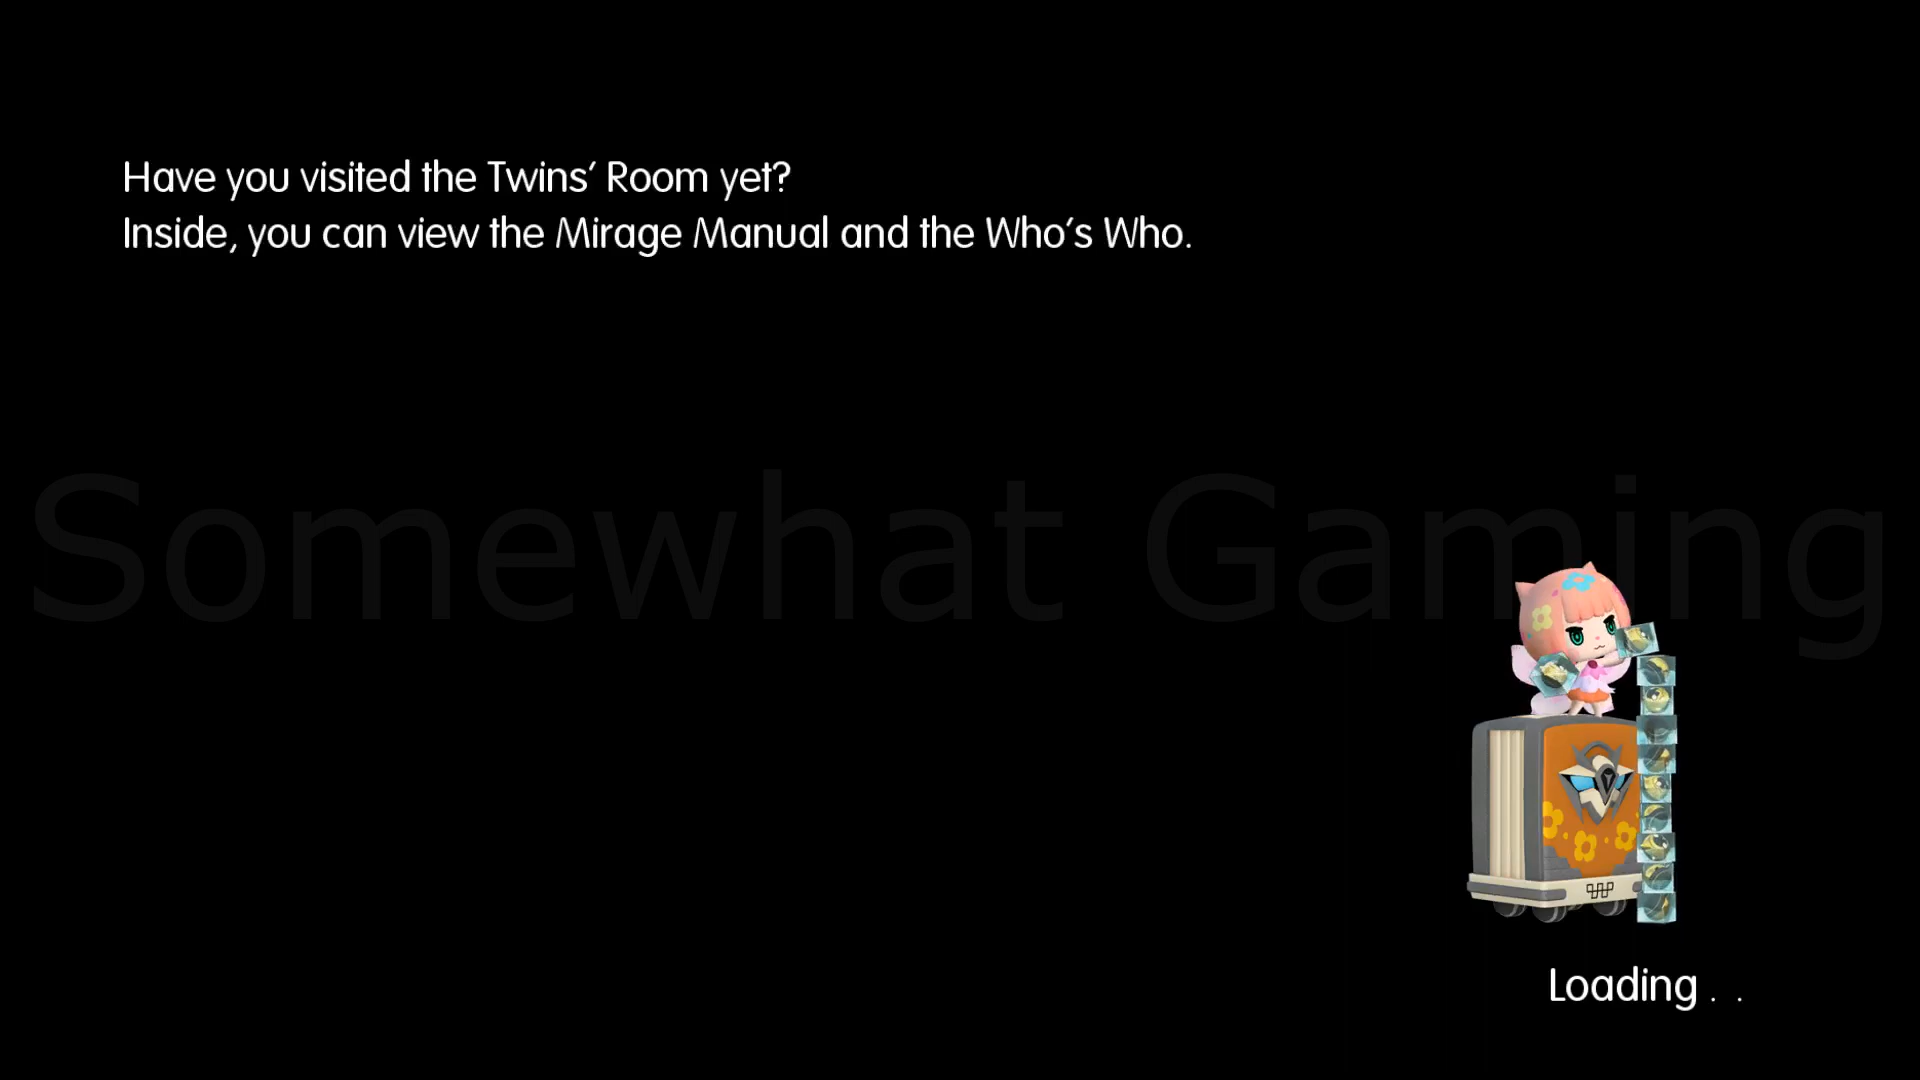 Have you visited the Twins’ Room yet?
Inside, you can view the Mirage Manual and the Who’s Who.
Somewhat Gaming
Loading . .